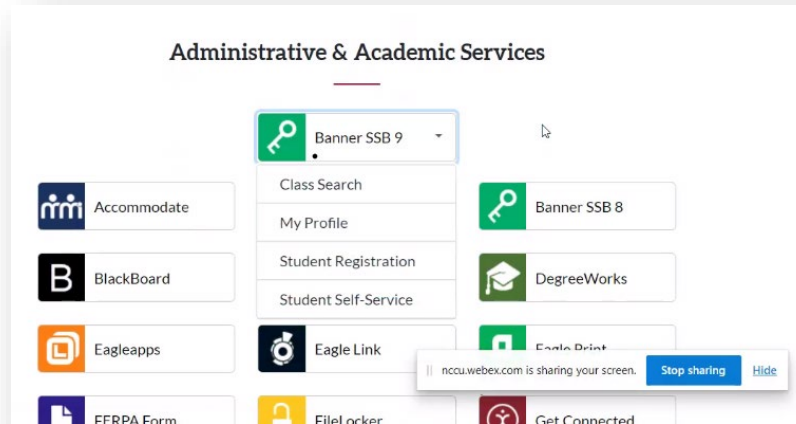 Administrative & Academic Services
Banner SSB 9
Class Search
My Profile
Student Registration
Student Self-Service
Accommodate
Banner SSB 8
B
BlackBoard
DegreeWorks
Eagleapps
Eagle Link
Eagle Print
nccu.webex.com is sharing your screen.
Stop sharing
Hide
FERPA Form
FileLocker
Get Connected